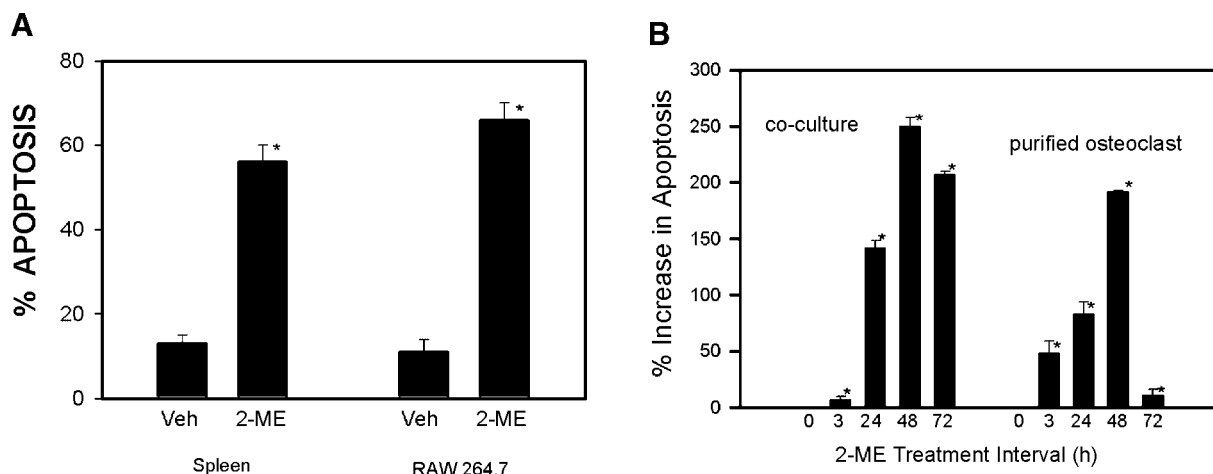 A
% APOPTOSIS
80
60
40
20
0
*
*
Veh 2-ME Veh 2-ME
Spleen RAW 264.7
B
% Increase in Apoptosis
300
250
200
150
100
50
0
co-culture
purified osteoclast
* * * *
* * * *
0 3 24 48 72 0 3 24 48 72
2-ME Treatment Interval (h)